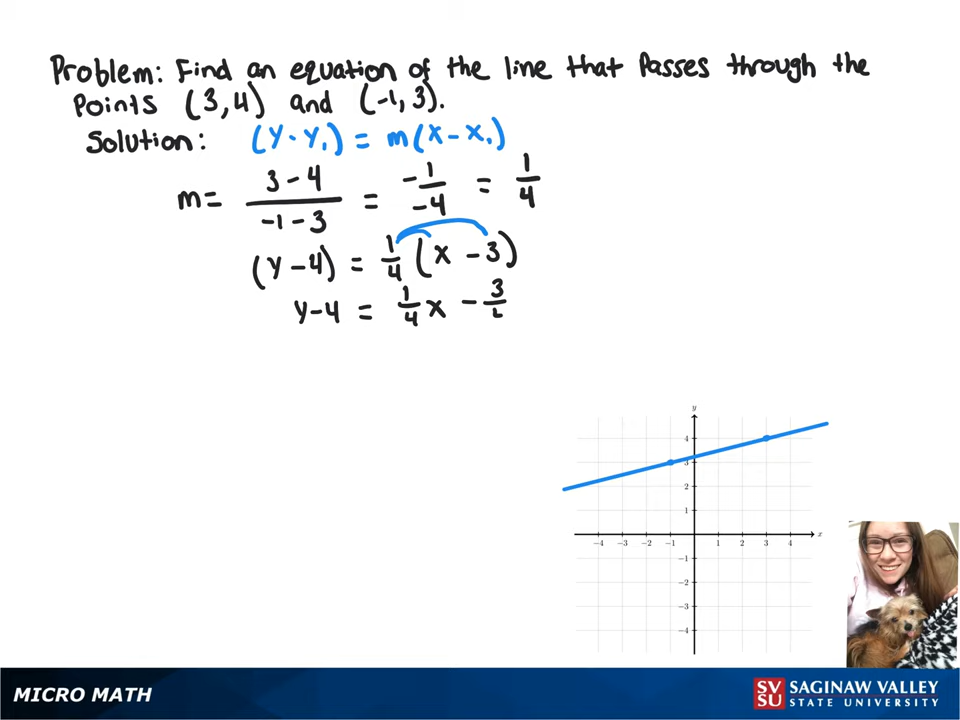 Problem: Find an equation of the line that passes through the
points (3,4) and (-1,3).
Solution: (y-y₁) = m(x-x₁)
m = 3-4 / -1-3 = -1/-4 = 1/4
(y-4) = 1/4 (x-3)
y-4 = 1/4 x - 3/
y
4
3
2
1
-4 -3 -2 -1 1 2 3 4 x
-1
-2
-3
-4
MICRO MATH
SV SU SAGINAW VALLEY
STATE UNIVERSITY